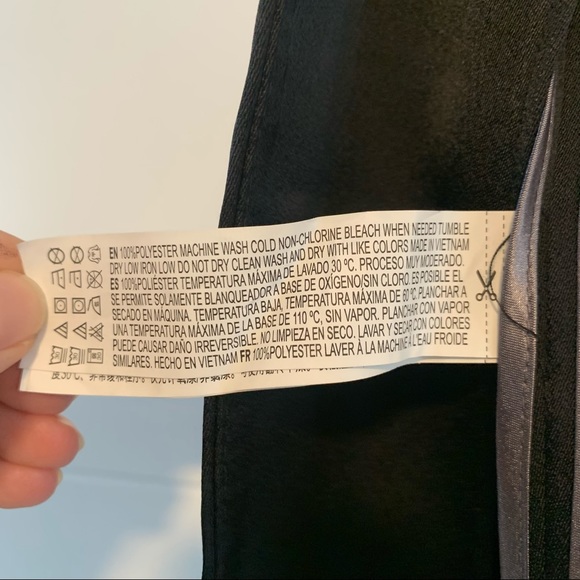 EN 100%POLYESTER MACHINE WASH COLD NON-CHLORINE BLEACH WHEN NEEDED TUMBLE
DRY LOW IRON LOW DO NOT DRY CLEAN WASH AND DRY WITH LIKE COLORS MADE IN VIETNAM
ES 100%POLIÉSTER TEMPERATURA MÁXIMA DE LAVADO 30 ºC. PROCESO MUY MODERADO.
SE PERMITE SOLAMENTE BLANQUEADOR A BASE DE OXÍGENO/SIN CLORO. ES POSIBLE EL
SECADO EN MÁQUINA. TEMPERATURA BAJA, TEMPERATURA MÁXIMA DE 60 ºC. PLANCHAR A
UNA TEMPERATURA MÁXIMA DE LA BASE DE 110 ºC, SIN VAPOR. PLANCHAR CON VAPOR
PUEDE CAUSAR DAÑO IRREVERSIBLE. NO LIMPIEZA EN SECO. LAVAR Y SECAR CON COLORES
SIMILARES. HECHO EN VIETNAM FR 100%POLYESTER LAVER À LA MACHINE À L'EAU FROIDE